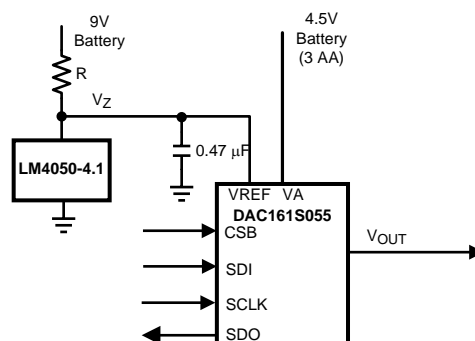 9V
Battery
4.5V
Battery
(3 AA)
R
VZ
LM4050-4.1
0.47 μF
VREF VA
DAC161S055
CSB
VOUT
SDI
SCLK
SDO